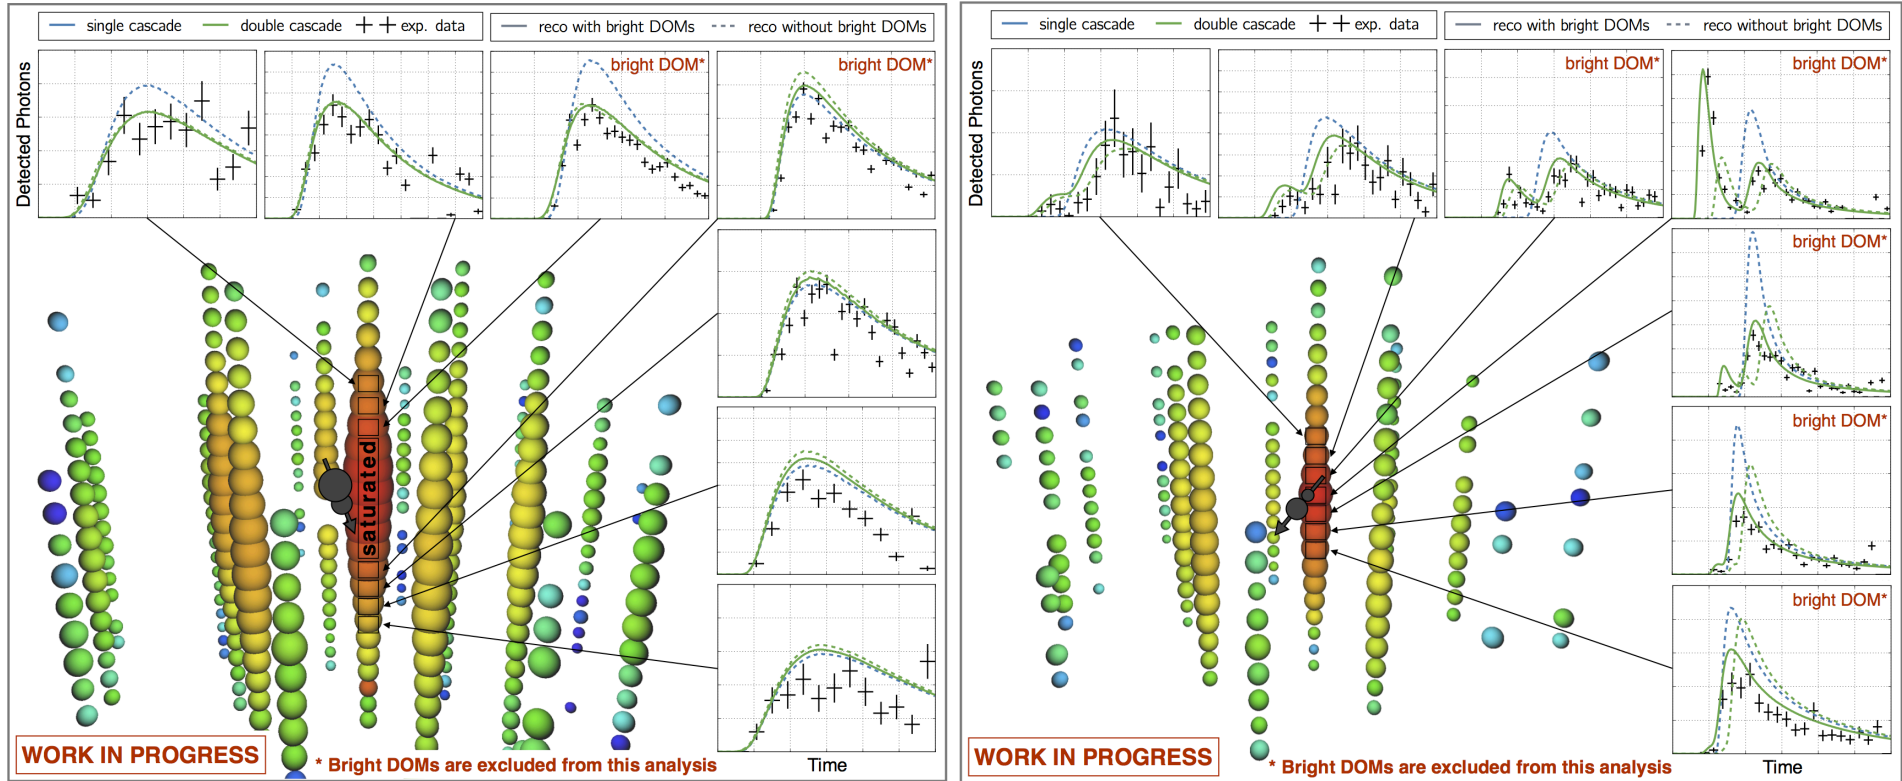 single cascade double cascade exp. data reco with bright DOMs reco without bright DOMs
Detected Photons
bright DOM*
bright DOM*
saturated
WORK IN PROGRESS
* Bright DOMs are excluded from this analysis
Time
single cascade double cascade exp. data reco with bright DOMs reco without bright DOMs
Detected Photons
bright DOM*
bright DOM*
bright DOM*
bright DOM*
bright DOM*
WORK IN PROGRESS
* Bright DOMs are excluded from this analysis
Time